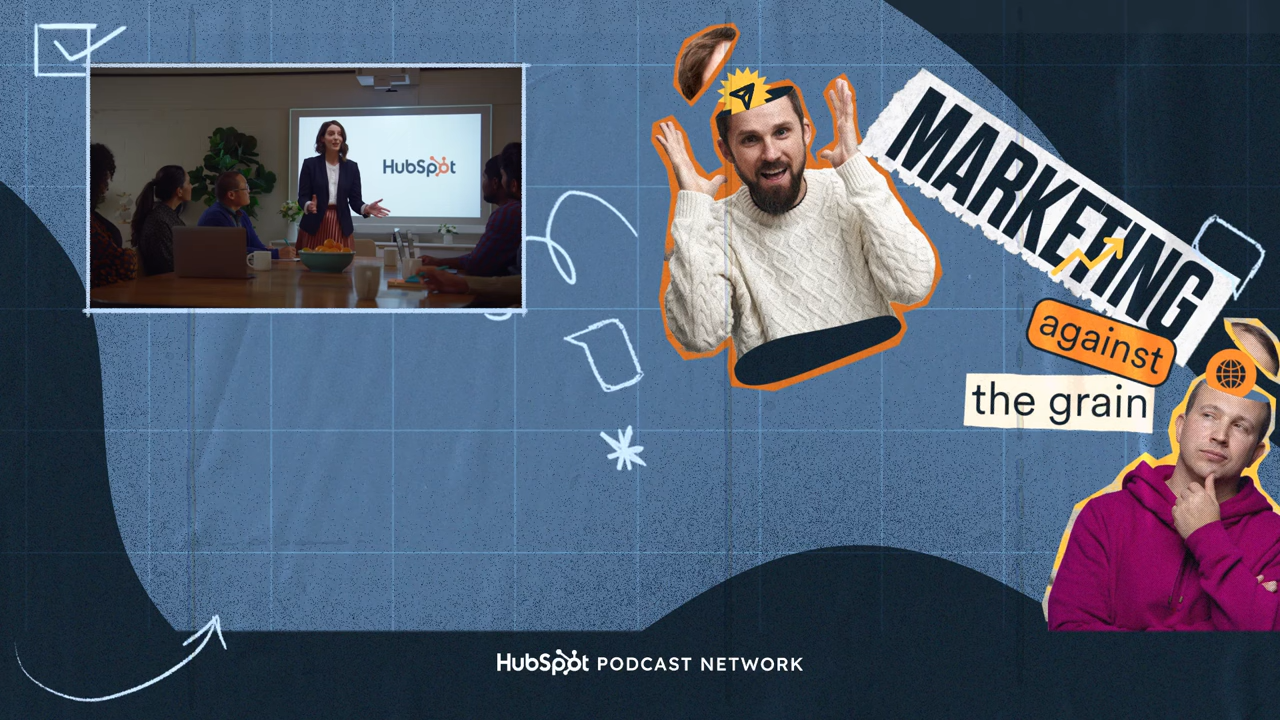 HubSpot
MARKETING
against
the grain
HubSpot PODCAST NETWORK